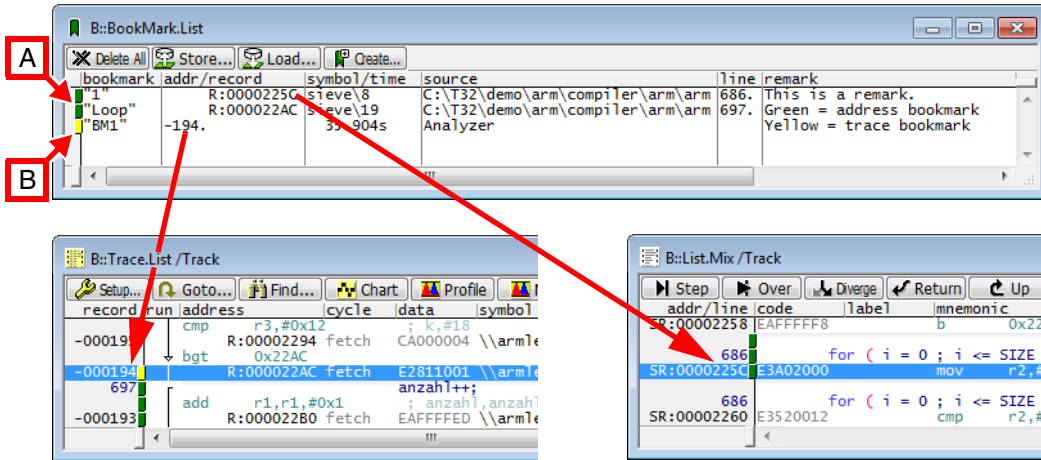 B::BookMark.List
A
Delete All Store... Load... Create...
bookmark addr/record symbol/time source line remark
"1" R:0000225C sieve\8 C:\T32\demo\arm\compiler\arm\arm 686. This is a remark.
"Loop" R:000022AC sieve\19 C:\T32\demo\arm\compiler\arm\arm 697. Green = address bookmark
"BM1" -194. 904s Analyzer Yellow = trace bookmark
B
B::Trace.List /Track
Setup... Goto... Find... Chart Profile
record run address cycle data symbol
cmp r3,#0x12 ; k,#18
-000195 R:00002294 fetch CA000004 \\armle
bgt 0x22AC
-000194 R:000022AC fetch E2811001 \\armle
697 anzahl++;
add r1,r1,#0x1 ; anzahl,anzahl
-000193 R:000022B0 fetch EAFFFFED \\armle
B::List.Mix /Track
Step Over Diverge Return Up
addr/line code label mnemonic
SR:00002258 EAFFFFF8 b 0x22
686 for ( i = 0 ; i <= SIZE
SR:0000225C E3A02000 mov r2,#
686 for ( i = 0 ; i <= SIZE
SR:00002260 E3520012 cmp r2,#